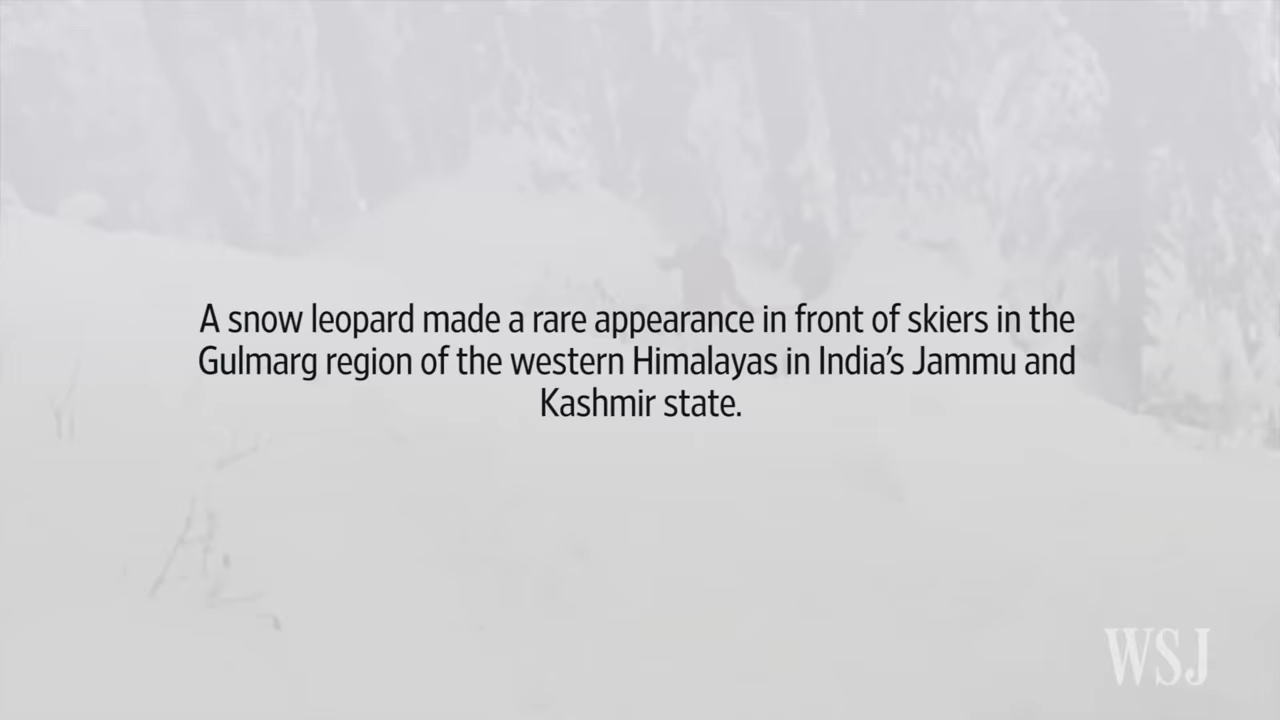 A snow leopard made a rare appearance in front of skiers in the
Gulmarg region of the western Himalayas in India’s Jammu and
Kashmir state.
WSJ